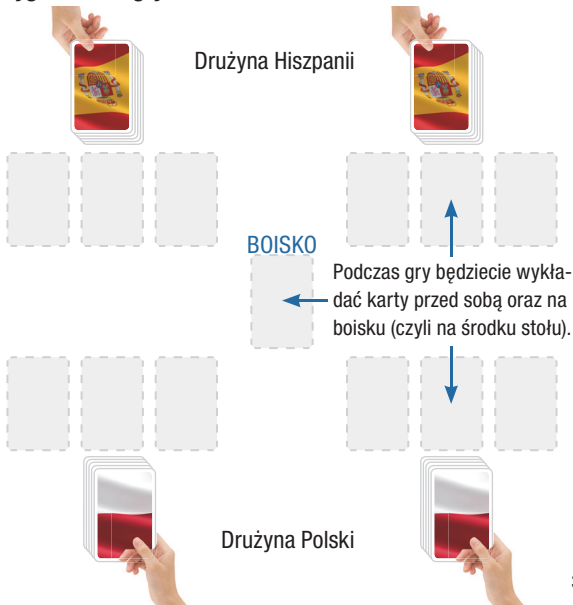 Drużyna Hiszpanii
BOISKO
Podczas gry będziecie wykła-
dać karty przed sobą oraz na
boisku (czyli na środku stołu).
Drużyna Polski